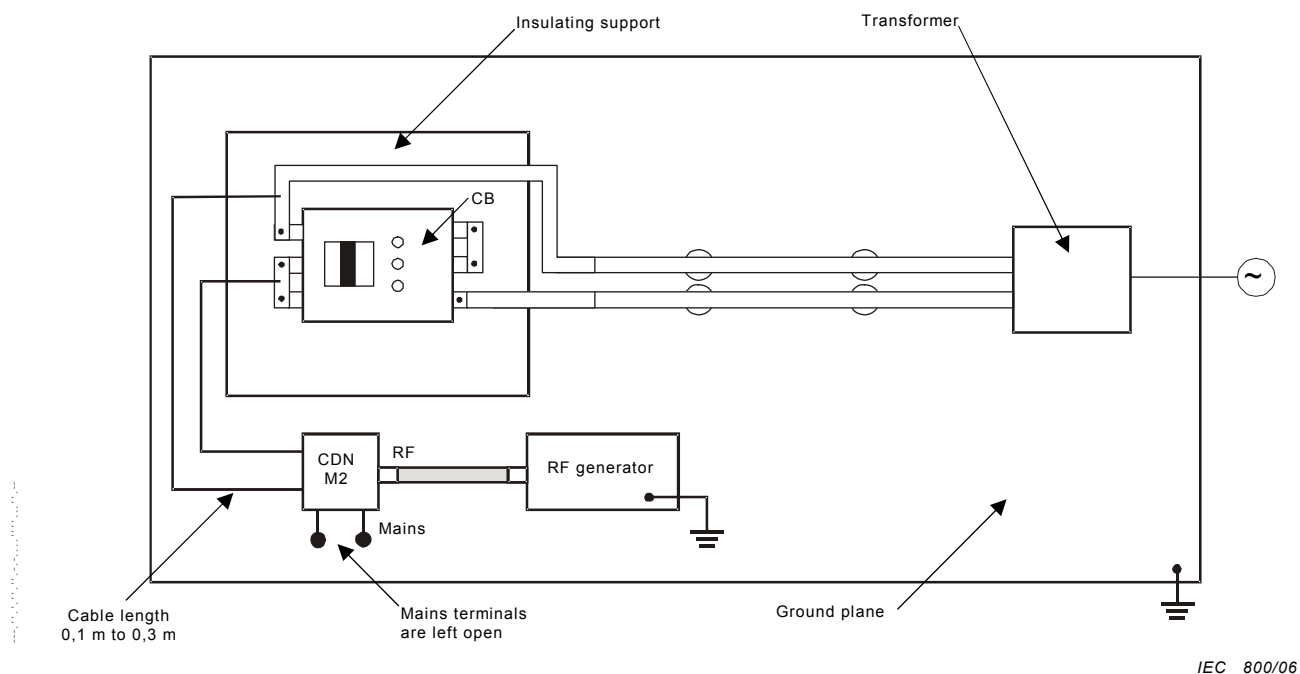 Insulating support
Transformer
CB
~
CDN
M2
RF
RF generator
Mains
Cable length
0,1 m to 0,3 m
Mains terminals
are left open
Ground plane
IEC 800/06